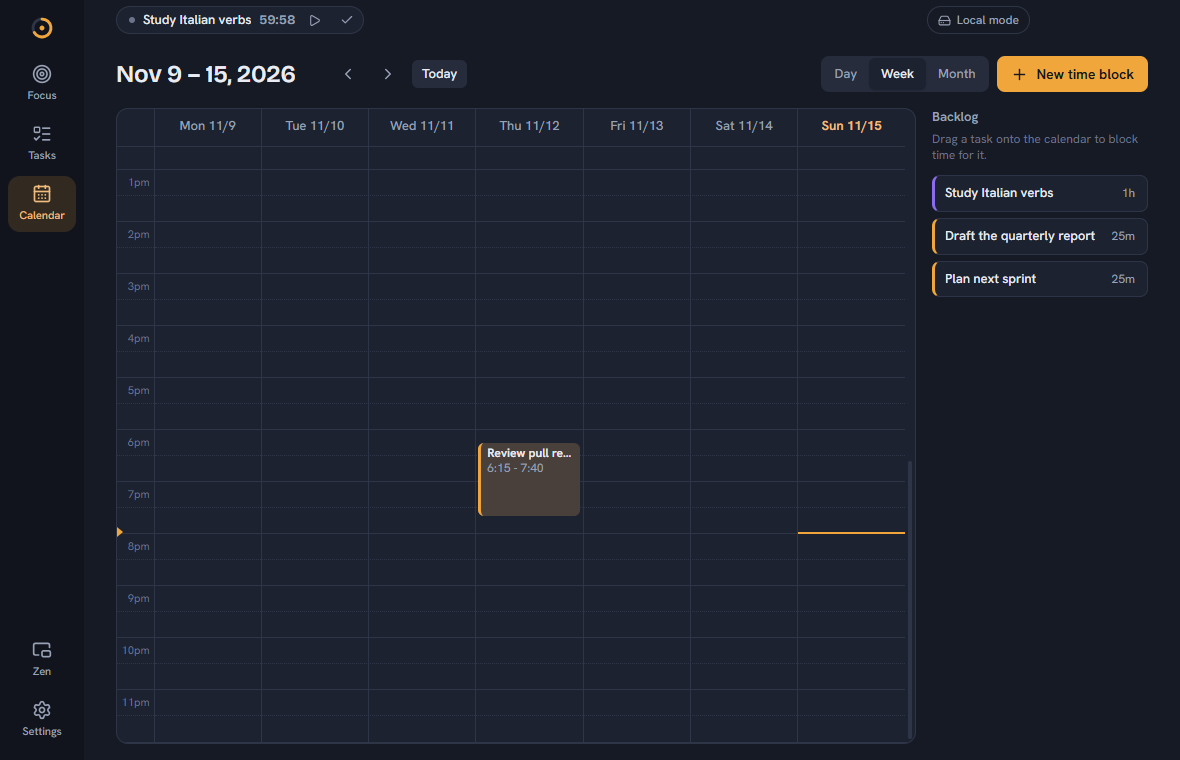 Study Italian verbs 59:58
Local mode
Focus
Tasks
Calendar
Zen
Settings
Nov 9 – 15, 2026
Today
Day Week Month
+ New time block
Mon 11/9 Tue 11/10 Wed 11/11 Thu 11/12 Fri 11/13 Sat 11/14 Sun 11/15
1pm
2pm
3pm
4pm
5pm
6pm
7pm
8pm
9pm
10pm
11pm
Review pull re...
6:15 - 7:40
Backlog
Drag a task onto the calendar to block
time for it.
Study Italian verbs 1h
Draft the quarterly report 25m
Plan next sprint 25m